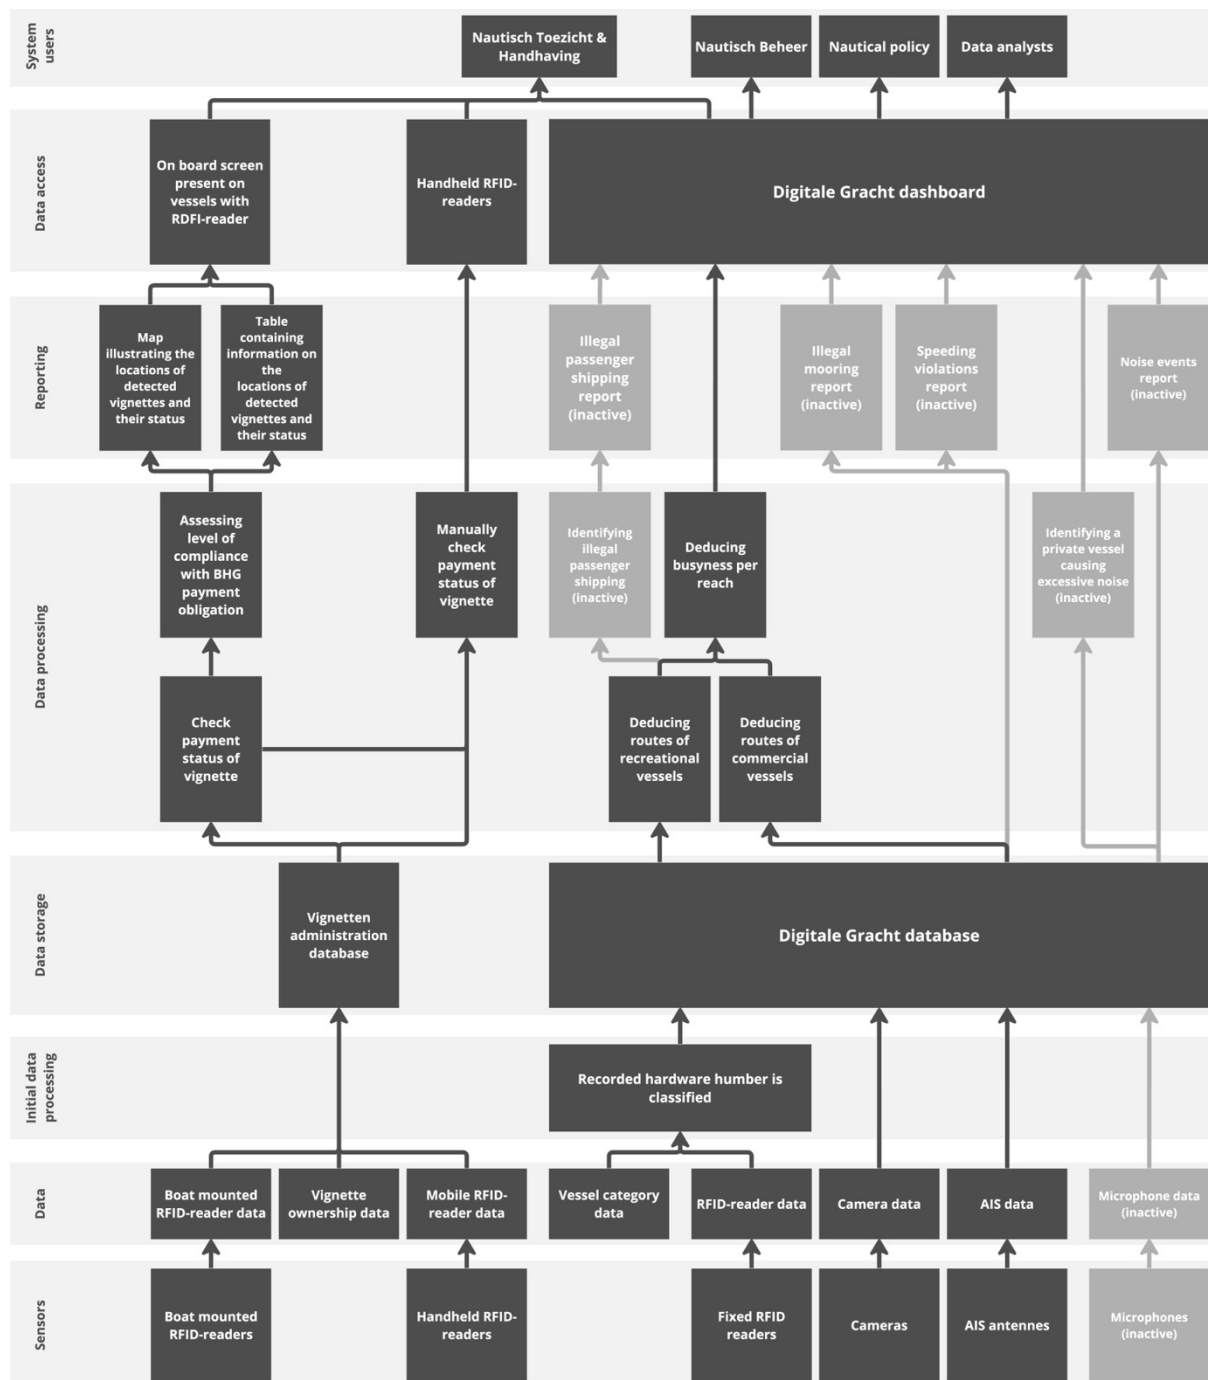 System
users
Nautisch Toezicht &
Handhaving
Nautisch Beheer
Nautical policy
Data analysts
Data access
On board screen
present on
vessels with
RDFI-reader
Handheld RFID-
readers
Digitale Gracht dashboard
Reporting
Map
illustrating the
locations of
detected
vignettes and
their status
Table
containing
information on
the
locations of
detected
vignettes and
their status
Illegal
passenger
shipping
report
(inactive)
Illegal
mooring
report
(inactive)
Speeding
violations
report
(inactive)
Noise events
report
(inactive)
Data processing
Assessing
level of
compliance
with BHG
payment
obligation
Manually
check
payment
status of
vignette
Identifying
illegal
passenger
shipping
(inactive)
Deducing
busyness per
reach
Identifying a
private vessel
causing
excessive noise
(inactive)
Check
payment
status of
vignette
Deducing
routes of
recreational
vessels
Deducing
routes of
commercial
vessels
Data storage
Vignetten
administration
database
Digitale Gracht database
Initial data
processing
Recorded hardware humber is
classified
Data
Boat mounted
RFID-reader data
Vignette
ownership data
Mobile RFID-
reader data
Vessel category
data
RFID-reader data
Camera data
AIS data
Microphone data
(inactive)
Sensors
Boat mounted
RFID-readers
Handheld RFID-
readers
Fixed RFID
readers
Cameras
AIS antennes
Microphones
(inactive)